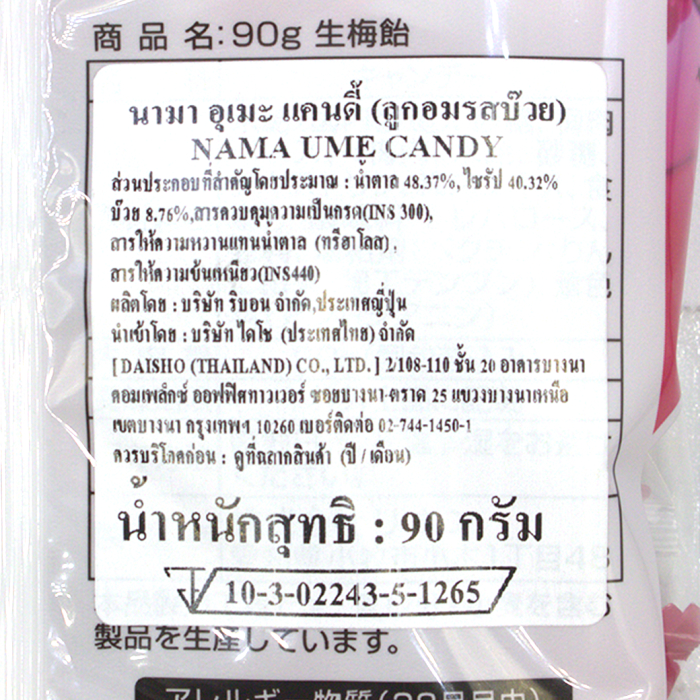 商品名:90g 生梅飴
นามา อุเมะ แคนดี้ (ลูกอมรสบ๊วย)
NAMA UME CANDY
ส่วนประกอบที่สำคัญโดยประมาณ : น้ำตาล 48.37%, ไซรัป 40.32%
บ๊วย 8.76%,สารควบคุมความเป็นกรด(INS 300),
สารให้ความหวานแทนน้ำตาล (ทรีฮาโลส) ,
สารให้ความข้นเหนียว(INS440)
ผลิตโดย : บริษัท ริบอน จำกัด,ประเทศญี่ปุ่น
นำเข้าโดย : บริษัท ไดโช (ประเทศไทย) จำกัด
[ DAISHO (THAILAND) CO., LTD. ] 2/108-110 ชั้น 20 อาคารบางนา
คอมเพล็กซ์ ออฟฟิศทาวเวอร์ ซอยบางนา-ตราด 25 แขวงบางนาเหนือ
เขตบางนา กรุงเทพฯ 10260 เบอร์ติดต่อ 02-744-1450-1
ควรบริโภคก่อน : ดูที่ฉลากสินค้า (ปี / เดือน)
น้ำหนักสุทธิ : 90 กรัม
10-3-02243-5-1265
製品を生産しています。